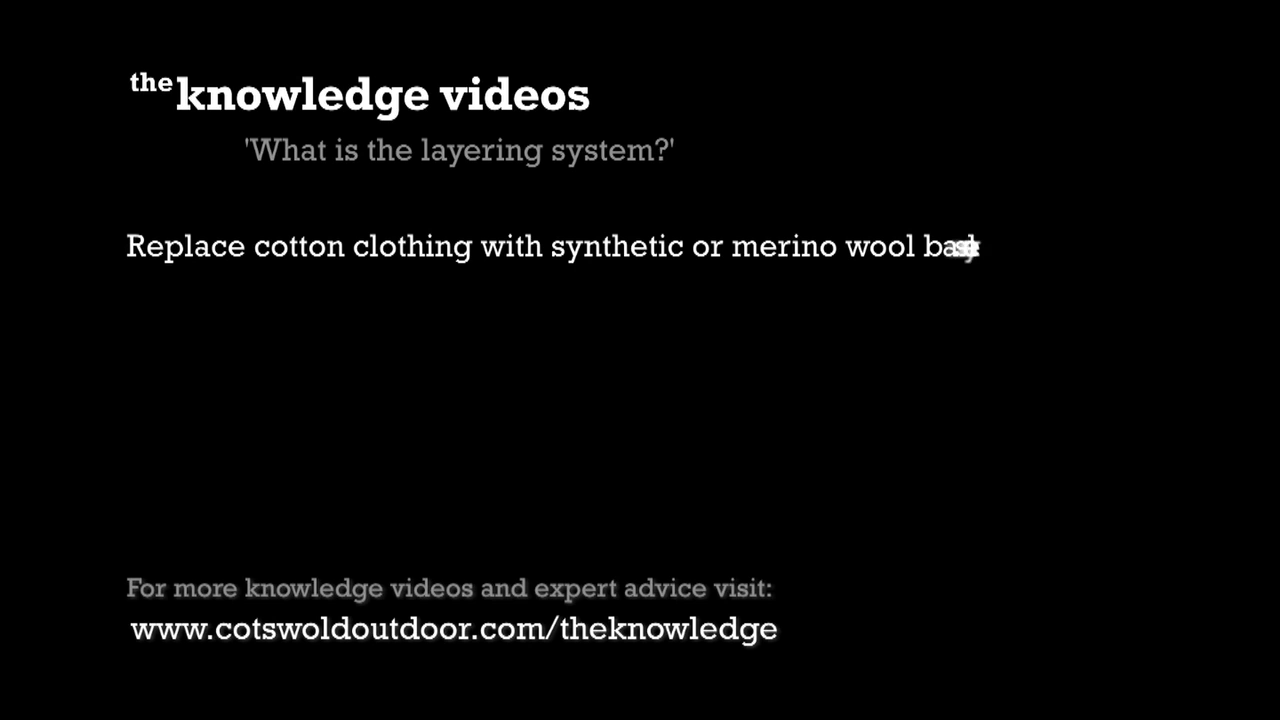 the knowledge videos
'What is the layering system?'
Replace cotton clothing with synthetic or merino wool
For more knowledge videos and expert advice visit:
www.cotswoldoutdoor.com/theknowledge